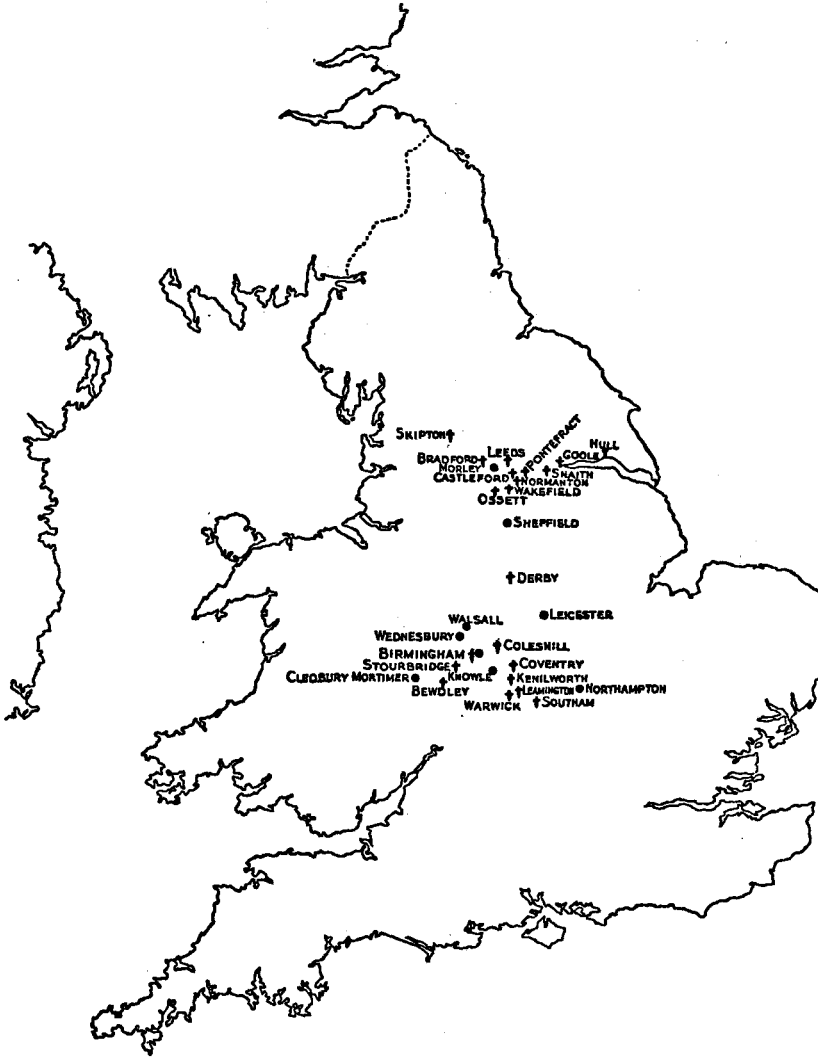 SKIPTON
HULL
PONTEFRACT
LEEDS
GOOLE
BRADFORD
MORLEY
SNAITH
CASTLEFORD
NORMANTON
WAKEFIELD
OSSETT
SHEFFIELD
DERBY
LEICESTER
WALSALL
WEDNESBURY
COLESHILL
BIRMINGHAM
STOURBRIDGE
COVENTRY
CLEOBURY MORTIMER
KNOWLE
KENILWORTH
BEWDLEY
LEAMINGTON
NORTHAMPTON
WARWICK
SOUTHAM